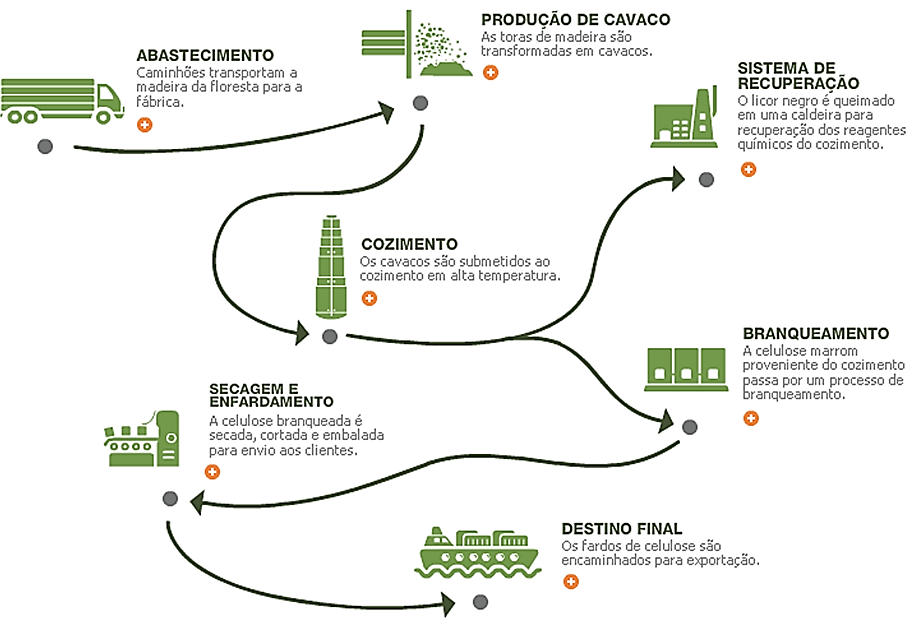 ABASTECIMENTO
Caminhões transportam a
madeira da floresta para a
fábrica.
PRODUÇÃO DE CAVACO
As toras de madeira são
transformadas em cavacos.
SISTEMA DE
RECUPERAÇÃO
O licor negro é queimado
em uma caldeira para
recuperação dos reagentes
químicos do cozimento.
COZIMENTO
Os cavacos são submetidos ao
cozimento em alta temperatura.
BRANQUEAMENTO
A celulose marrom
proveniente do cozimento
passa por um processo de
branqueamento.
SECAGEM E
ENFARDAMENTO
A celulose branqueada é
secada, cortada e embalada
para envio aos clientes.
DESTINO FINAL
Os fardos de celulose são
encaminhados para exportação.